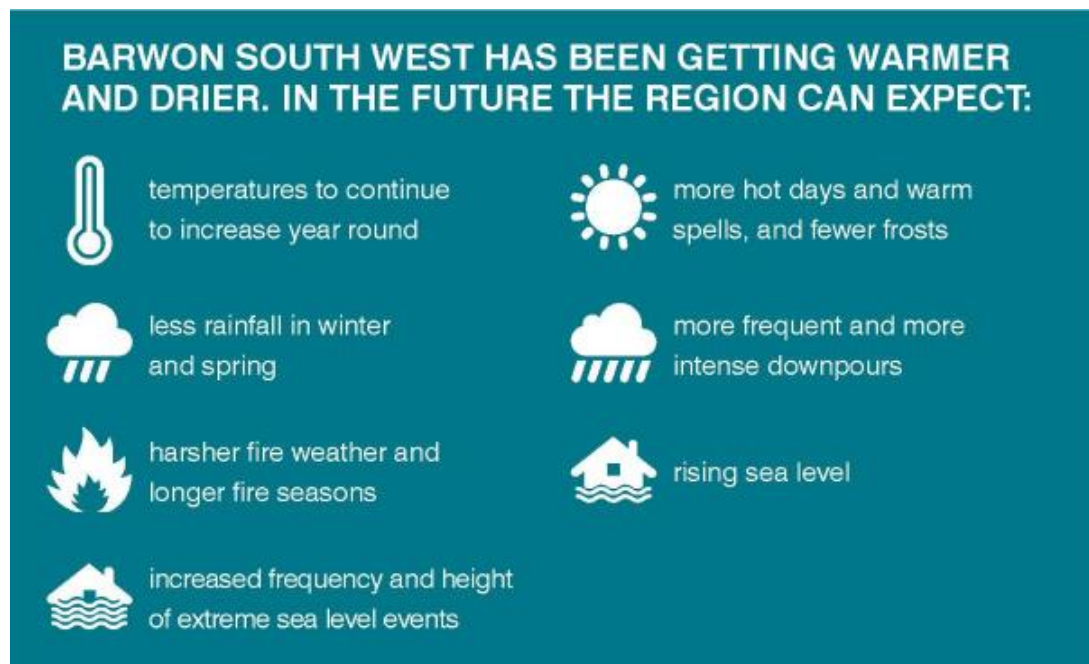 BARWON SOUTH WEST HAS BEEN GETTING WARMER
AND DRIER. IN THE FUTURE THE REGION CAN EXPECT:
temperatures to continue
to increase year round
more hot days and warm
spells, and fewer frosts
less rainfall in winter
and spring
more frequent and more
intense downpours
harsher fire weather and
longer fire seasons
rising sea level
increased frequency and height
of extreme sea level events